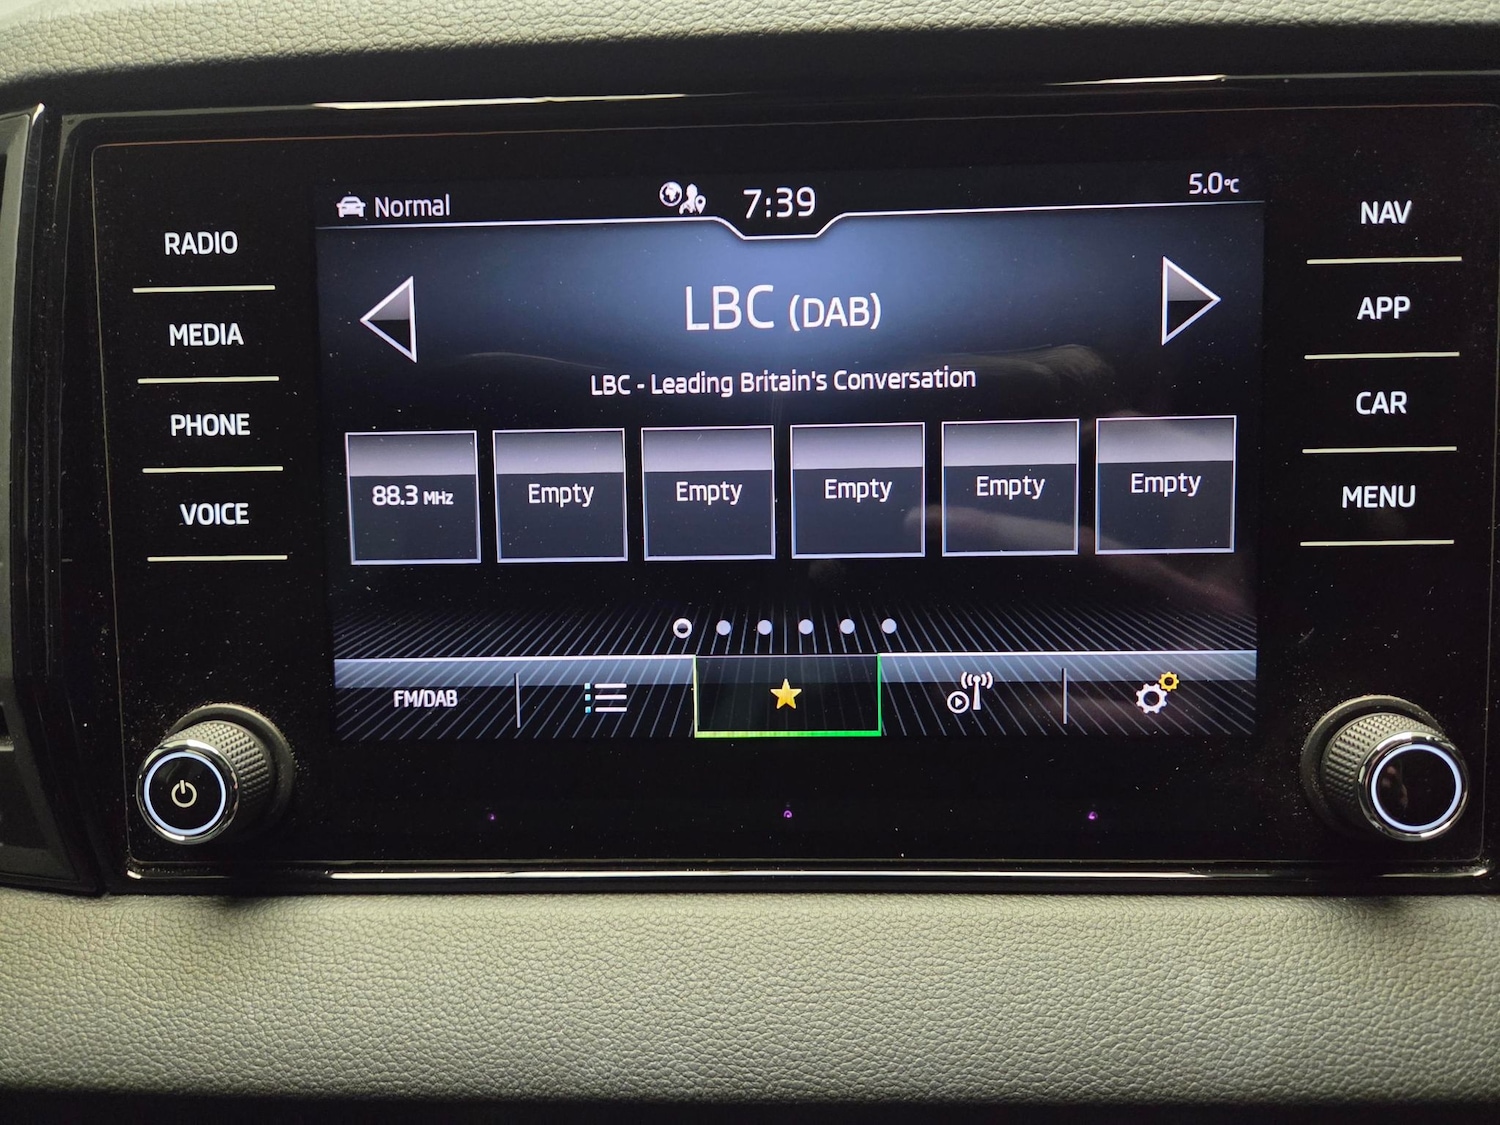 Normal
7:39
5.0°C
RADIO
MEDIA
PHONE
VOICE
LBC (DAB)
LBC - Leading Britain's Conversation
88.3 MHz
Empty
Empty
Empty
Empty
Empty
FM/DAB
NAV
APP
CAR
MENU